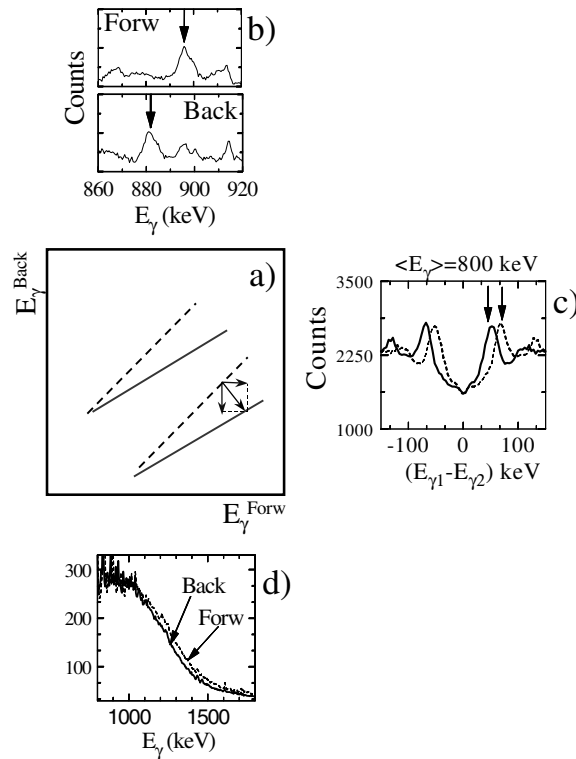 Forw
b)
Counts
Back
860 880 900 920
E_γ (keV)
a)
E_γ^Back
E_γ^Forw
<E_γ>=800 keV
c)
3500
2250
1000
Counts
-100 0 100
(E_γ1-E_γ2) keV
d)
300
200
100
Back
Forw
1000 1500
E_γ (keV)